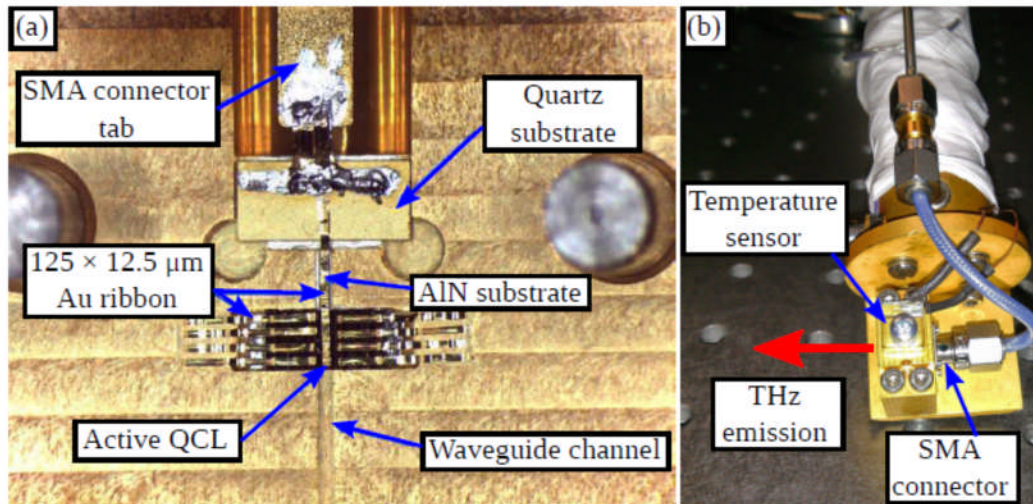 (a)
SMA connector
tab
Quartz
substrate
125 × 12.5 μm
Au ribbon
AlN substrate
Active QCL
Waveguide channel
(b)
Temperature
sensor
THz
emission
SMA
connector